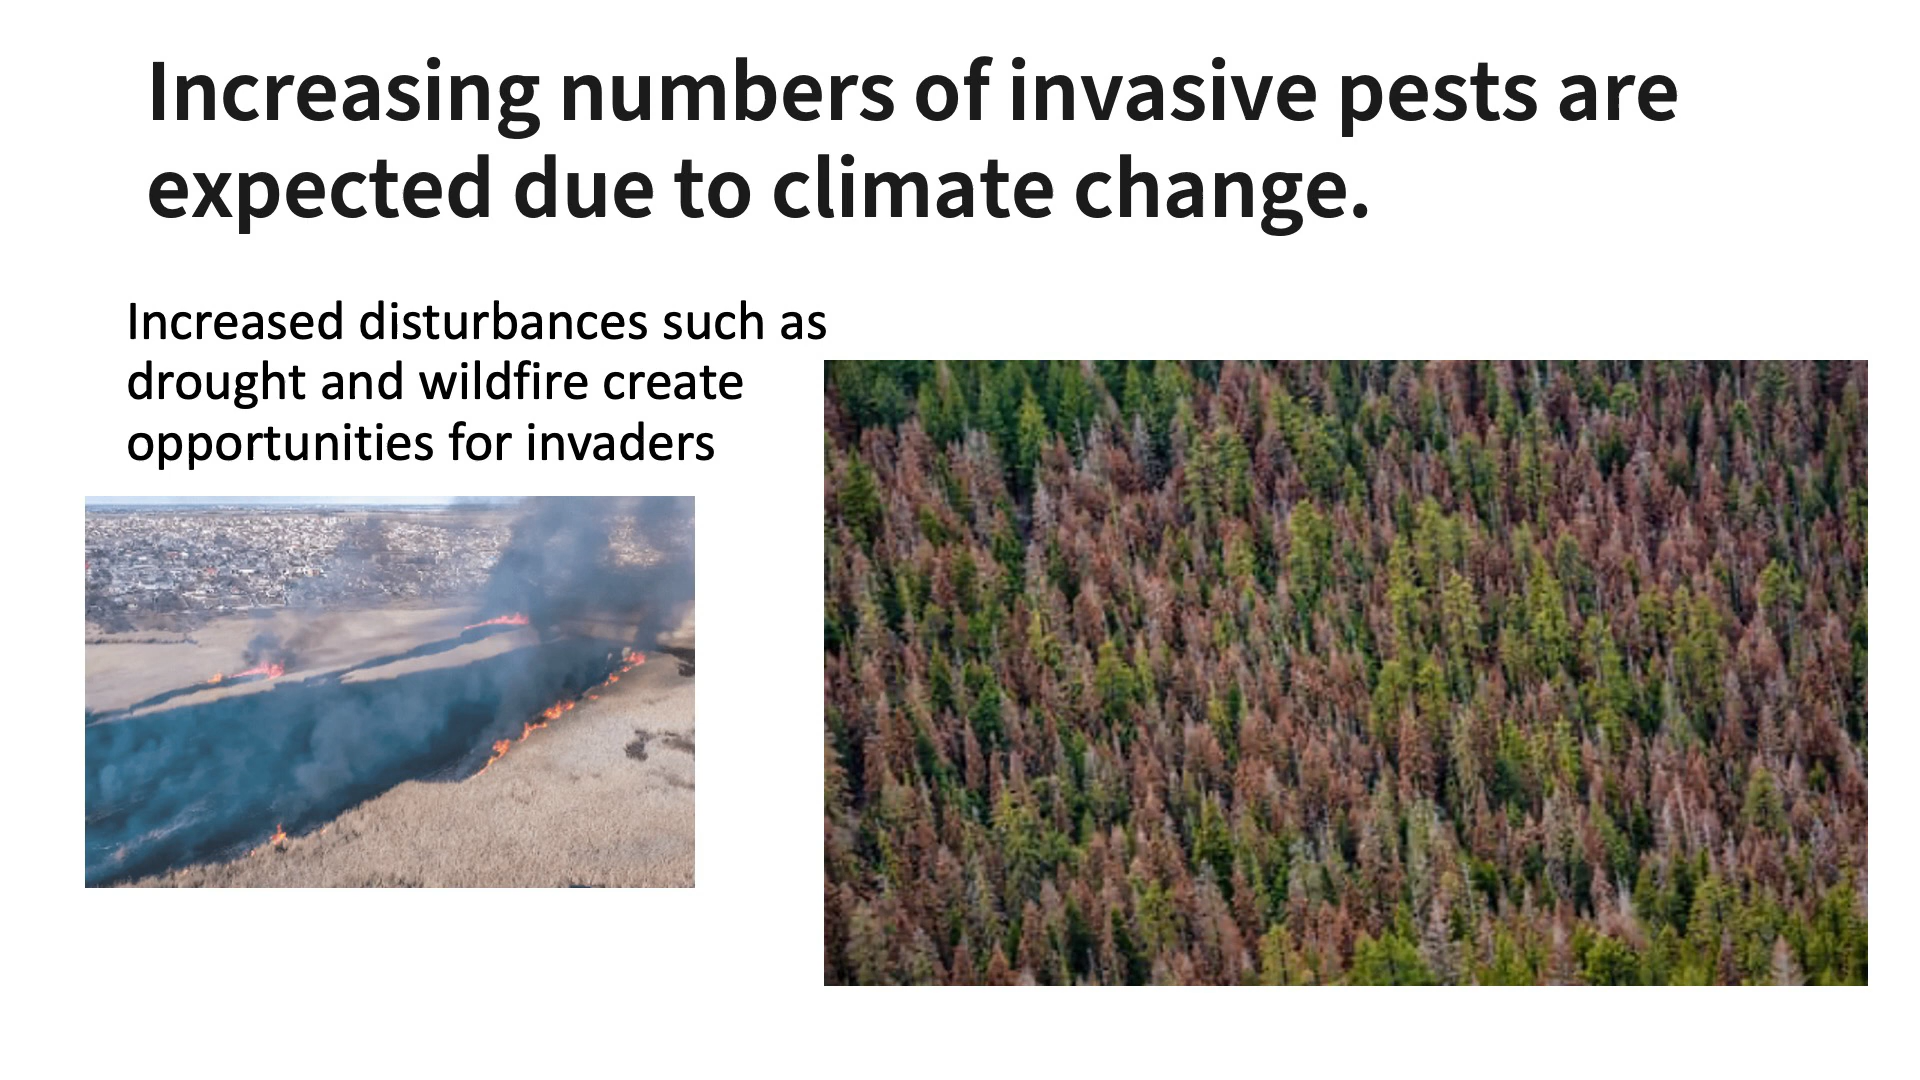 Increasing numbers of invasive pests are
expected due to climate change.
Increased disturbances such as
drought and wildfire create
opportunities for invaders